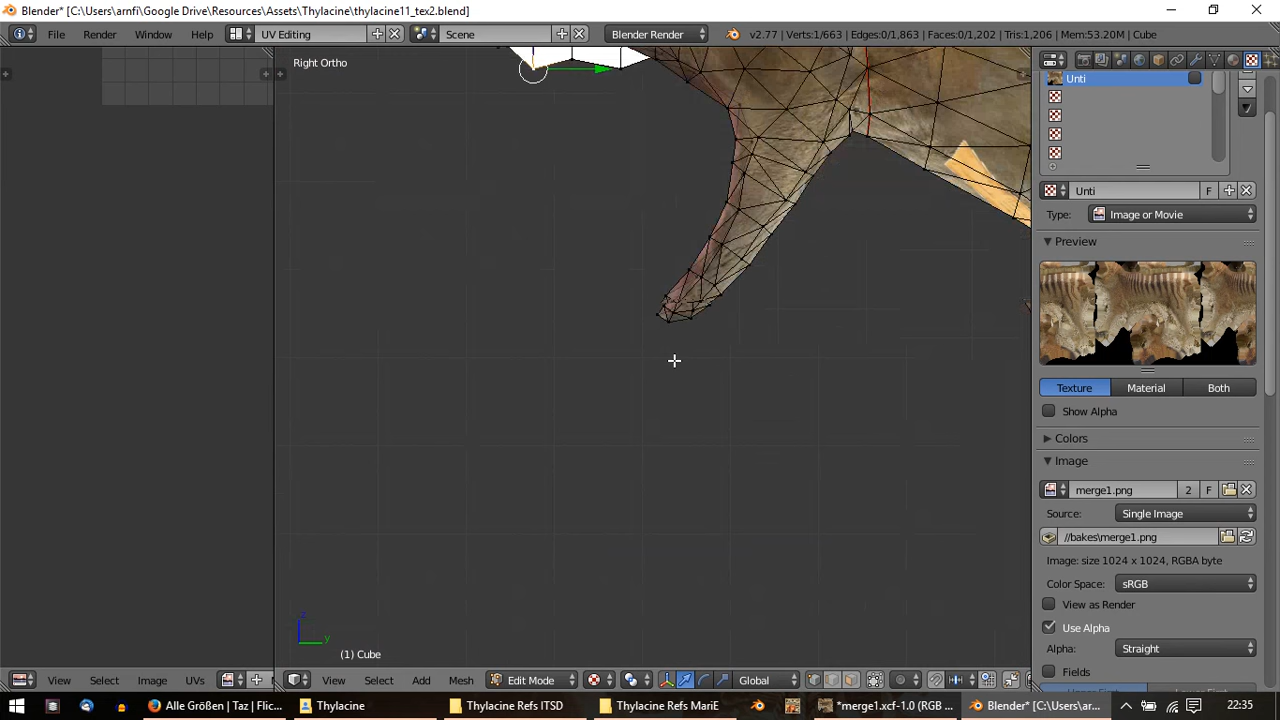 Blender* [C:\Users\arnfi\Google Drive\Resources\Assets\Thylacine\thylacine11_tex2.blend]
File Render Window Help UV Editing Scene Blender Render v2.77 | Verts:1/663 | Edges:0/1,863 | Faces:0/1,202 | Tris:1,206 | Mem:53.20M | Cube
Right Ortho
Unti
Unti F
Type: Image or Movie
Preview
Texture Material Both
Show Alpha
Colors
Image
merge1.png 2 F
Source: Single Image
//bakes\merge1.png
Image: size 1024 x 1024, RGBA byte
Color Space: sRGB
View as Render
Use Alpha
Alpha: Straight
Fields
z
y
(1) Cube
View Select Image UVs View Select Add Mesh Edit Mode Global
Alle Größen | Taz | Flic... Thylacine Thylacine Refs ITSD Thylacine Refs MariE *merge1.xcf-1.0 (RGB ... Blender* [C:\Users\ar... 22:35